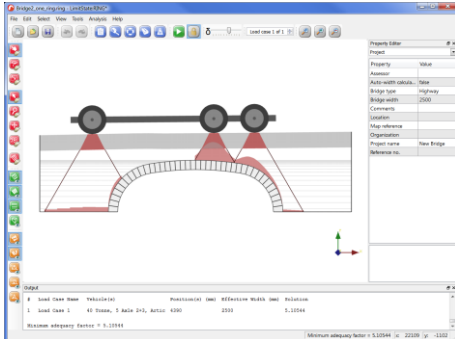 Bridge2_one_ring.ring - LimitState:RING*
File Edit Select View Tools Analysis Help
Load case 1 of 1
Property Editor
Project
Property Value
Assessor
Auto-width calcula... false
Bridge type Highway
Bridge width 2500
Comments
Location
Map reference
Organization
Project name New Bridge
Reference no.
Output
# Load Case Name Vehicle(s) Position(s) (mm) Effective Width (mm) Solution
1 Load Case 1 40 Tonne, 5 Axle 2+3, Artic 6380 2500 5.10544
Minimum adequacy factor = 5.10544
Minimum adequacy factor = 5.10544 x: 22109 y: -1102